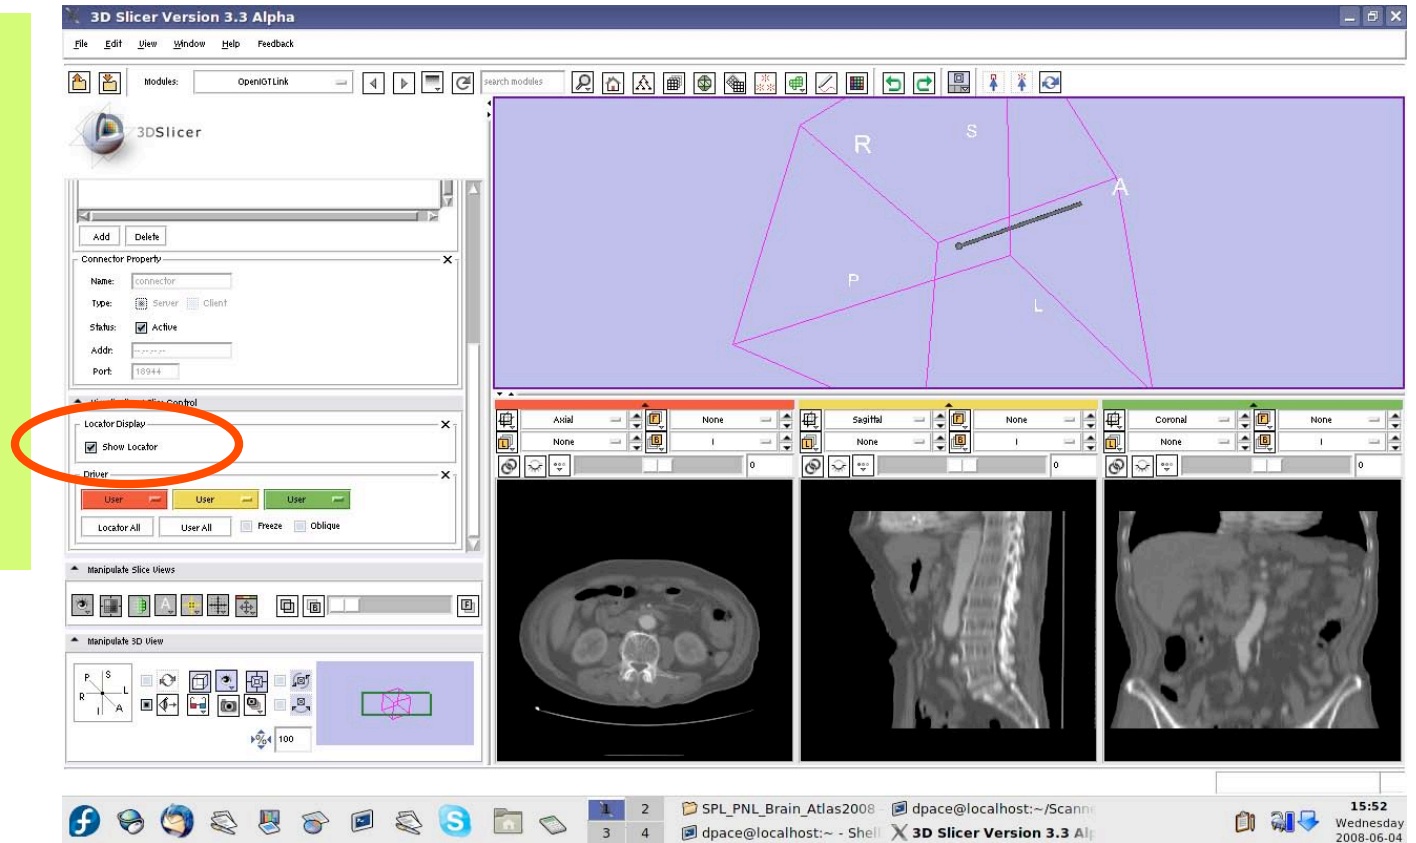 3D Slicer Version 3.3 Alpha
File Edit View Window Help Feedback
Modules: OpenIGTLink search modules
3DSlicer
Add Delete
Connector Property
Name: connector
Type: Server Client
Status: Active
Addr: --.--.--.--
Port: 18944
Slice Control
Locator Display
Show Locator
Driver
User User User
Locator All User All Freeze Oblique
Manipulate Slice Views
Manipulate 3D View
P S
R L
I A
100
R S
A
P
L
Axial None Sagittal None Coronal None
None I None I None I
0 0 0
1 2 SPL_PNL_Brain_Atlas2008 - dpace@localhost:~/Scann
3 4 dpace@localhost:~ - Shell 3D Slicer Version 3.3 Alp
15:52
Wednesday
2008-06-04